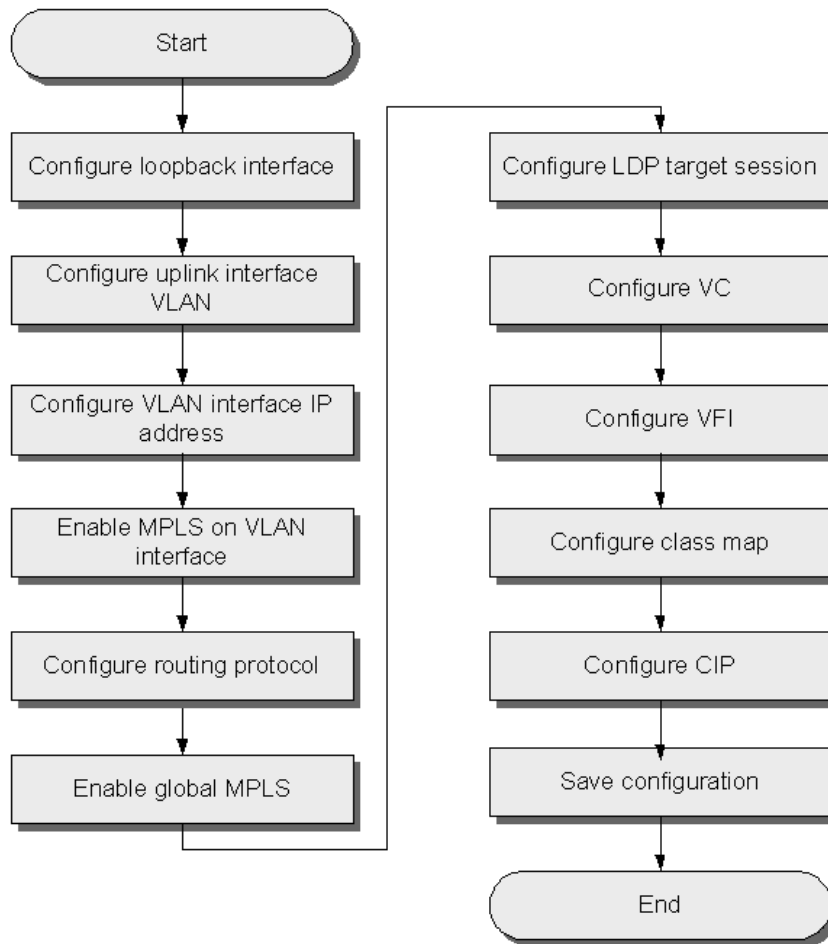 Start
Configure loopback interface
Configure uplink interface
VLAN
Configure VLAN interface IP
address
Enable MPLS on VLAN
interface
Configure routing protocol
Enable global MPLS
Configure LDP target session
Configure VC
Configure VFI
Configure class map
Configure CIP
Save configuration
End